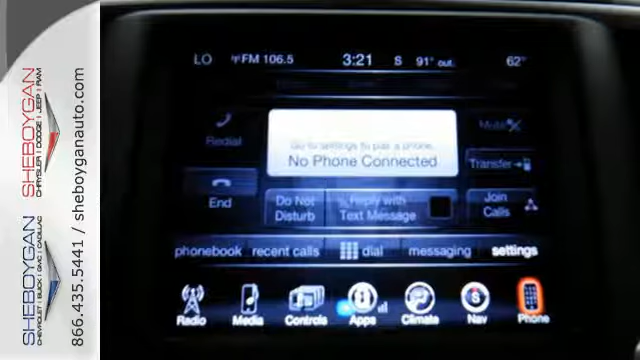 SHEBOYGAN
CHRYSLER | DODGE | JEEP | RAM
SHEBOYGAN
CHEVROLET | BUICK | GMC | CADILLAC
866.435.5441 / sheboyganauto.com
LO FM 106.5 3:21 S 91° out. 62°
Redial
Go to settings to pair a phone.
No Phone Connected
Mute
Transfer
End
Do Not Disturb
Reply with Text Message
Join Calls
phonebook recent calls dial messaging settings
Radio Media Controls Apps Climate Nav Phone